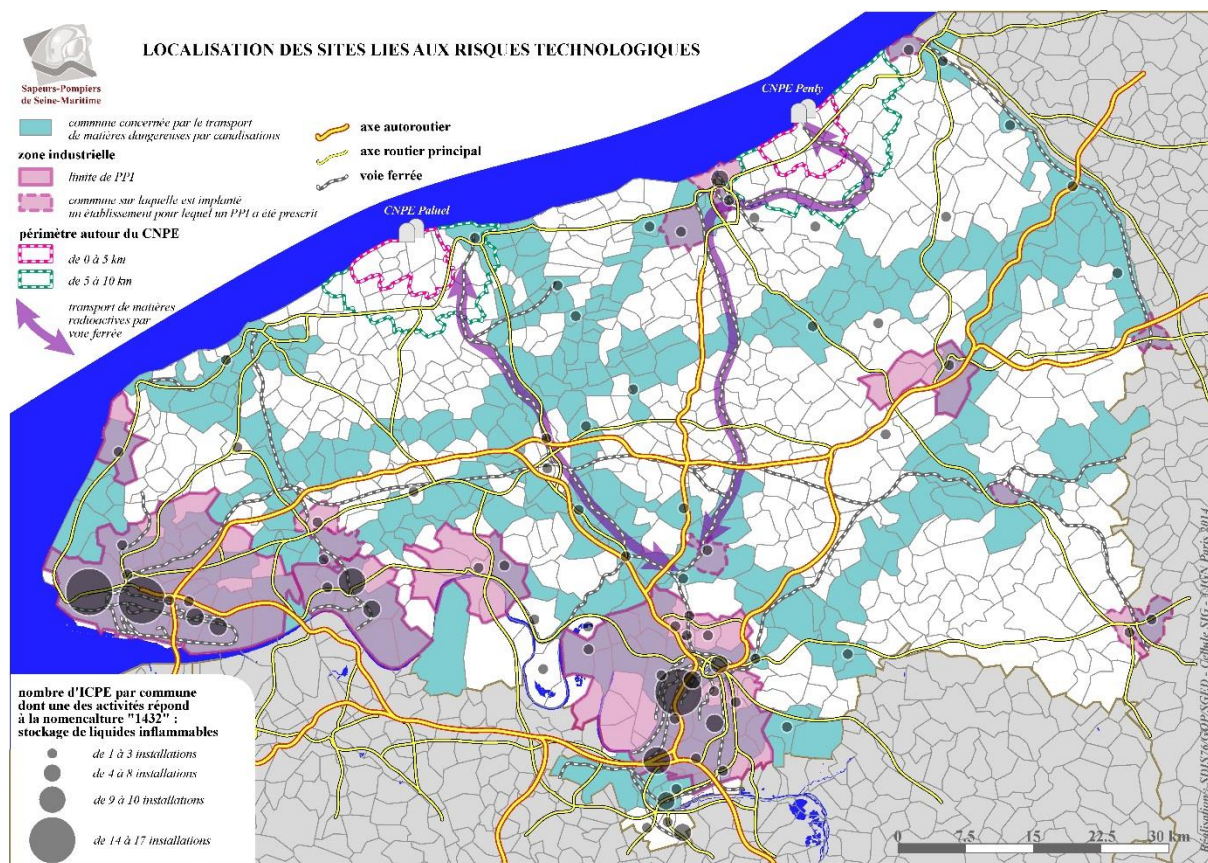 LOCALISATION DES SITES LIES AUX RISQUES TECHNOLOGIQUES
Sapeurs-Pompiers
de Seine-Maritime
commune concernée par le transport
de matières dangereuses par canalisations
zone industrielle
limite de PPI
commune sur laquelle est implanté
un établissement pour lequel un PPI a été prescrit
périmètre autour du CNPE
de 0 à 5 km
de 5 à 10 km
transport de matières
radioactives par
voie ferrée
axe autoroutier
axe routier principal
voie ferrée
CNPE Penly
CNPE Paluel
nombre d'ICPE par commune
dont une des activités répond
à la nomenclature "1432" :
stockage de liquides inflammables
de 1 à 3 installations
de 4 à 8 installations
de 9 à 10 installations
de 14 à 17 installations
0 7.5 15 22.5 30 km
Paris 2014